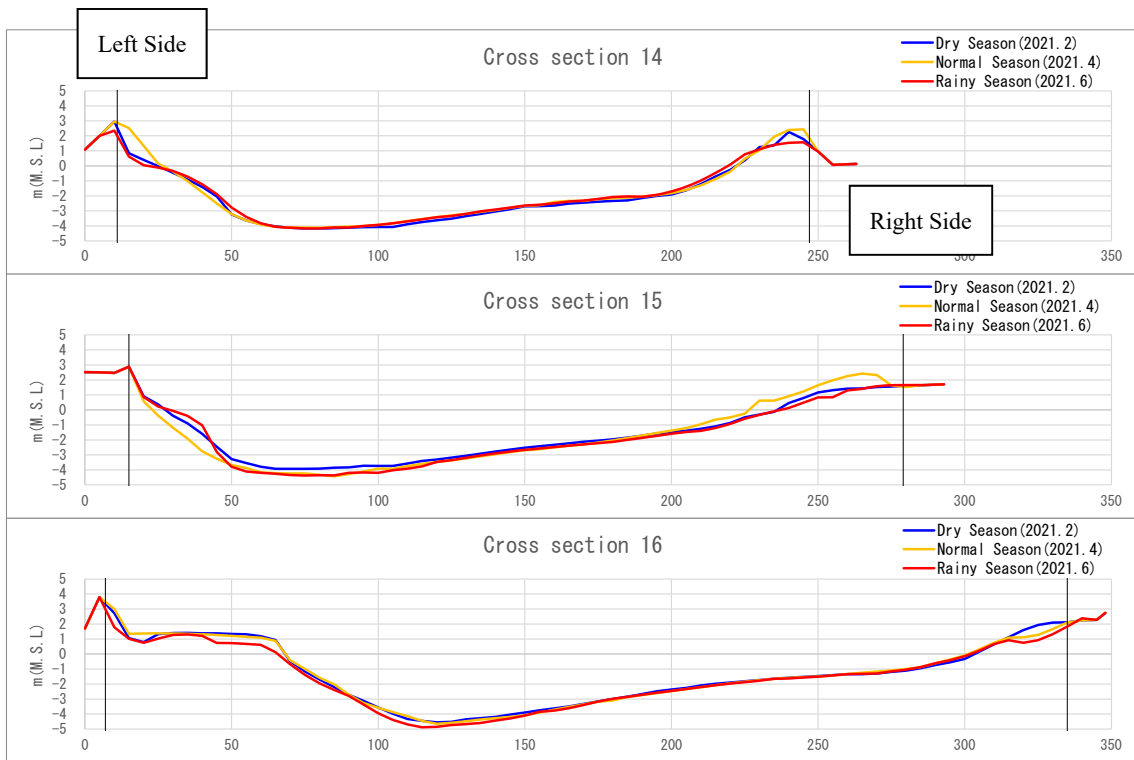 Left Side
Cross section 14
Dry Season(2021.2)
Normal Season(2021.4)
Rainy Season(2021.6)
m(M.S.L)
5
4
3
2
1
0
-1
-2
-3
-4
-5
0 50 100 150 200 250 300 350
Right Side
Cross section 15
Dry Season(2021.2)
Normal Season(2021.4)
Rainy Season(2021.6)
m(M.S.L)
5
4
3
2
1
0
-1
-2
-3
-4
-5
0 50 100 150 200 250 300 350
Cross section 16
Dry Season(2021.2)
Normal Season(2021.4)
Rainy Season(2021.6)
m(M.S.L)
5
4
3
2
1
0
-1
-2
-3
-4
-5
0 50 100 150 200 250 300 350